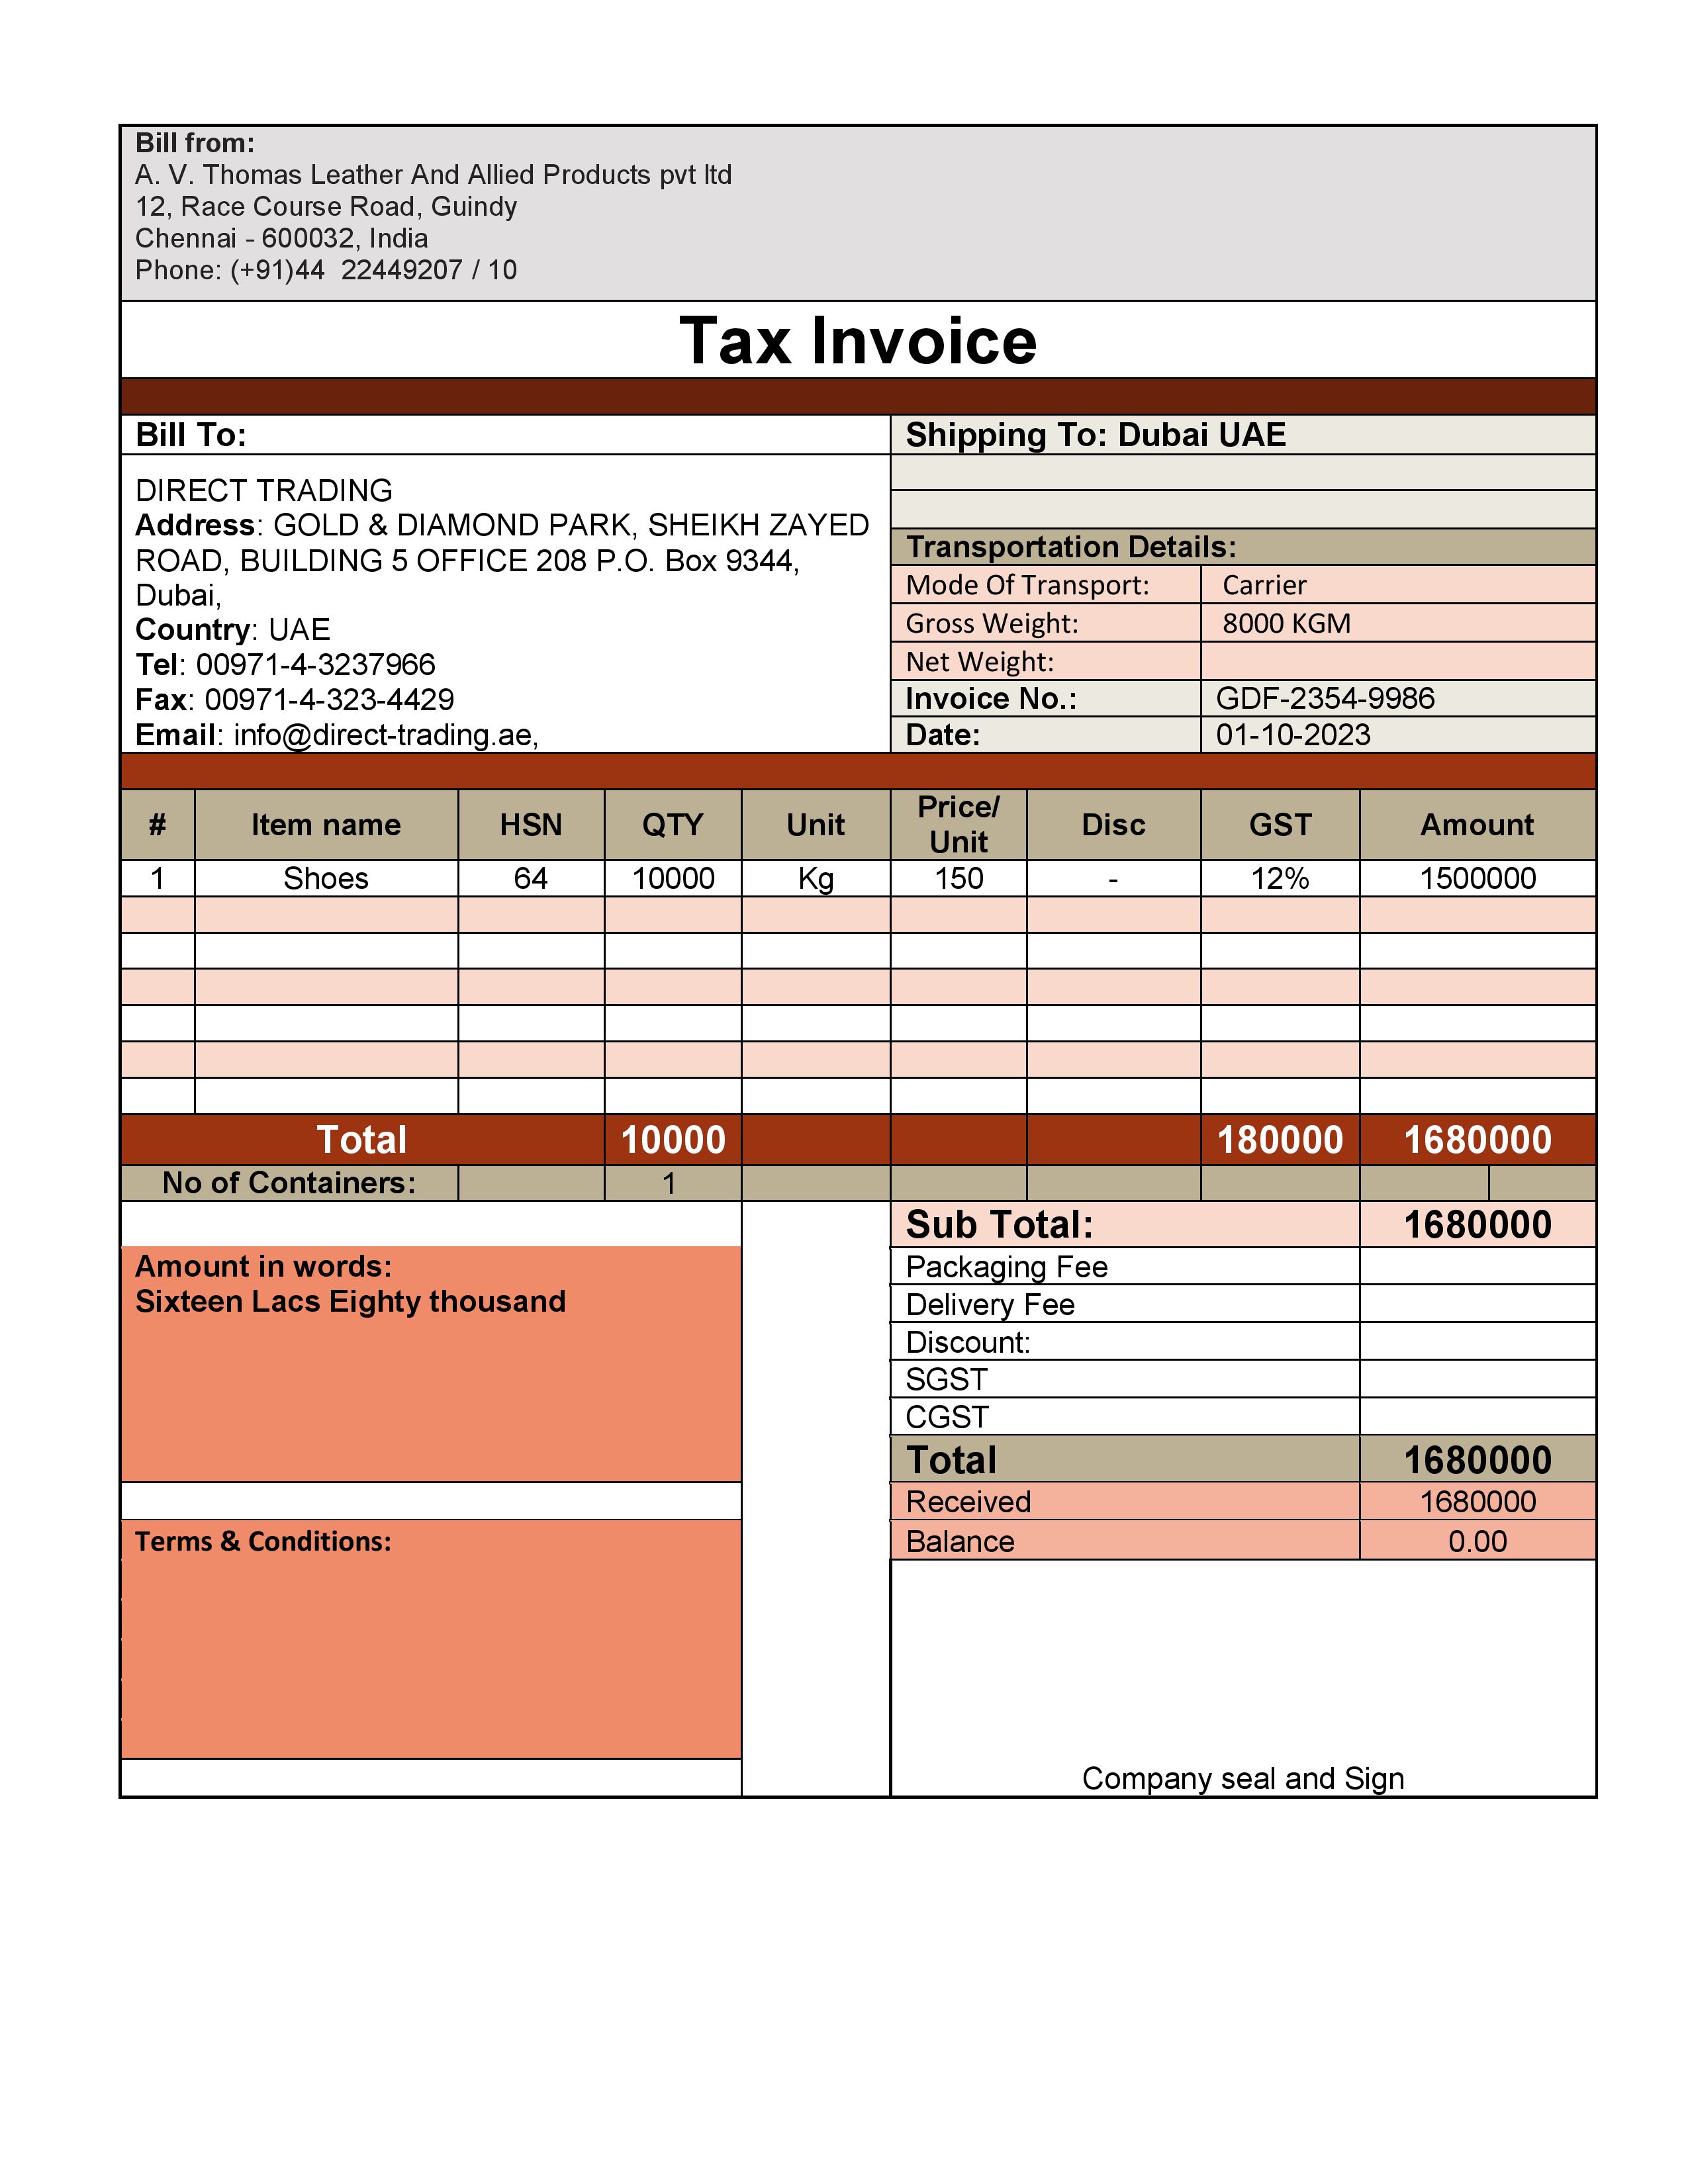 Bill from:
A. V. Thomas Leather And Allied Products pvt ltd
12, Race Course Road, Guindy
Chennai - 600032, India
Phone: (+91)44  22449207 / 10
Tax Invoice
Bill To:
DIRECT TRADING
Address: GOLD & DIAMOND PARK, SHEIKH ZAYED
ROAD, BUILDING 5 OFFICE 208 P.O. Box 9344,
Dubai,
Country: UAE
Tel: 00971-4-3237966
Fax: 00971-4-323-4429
Email: info@direct-trading.ae,
Shipping To: Dubai UAE
Transportation Details:
Mode Of Transport: Carrier
Gross Weight: 8000 KGM
Net Weight:
Invoice No.: GDF-2354-9986
Date: 01-10-2023
# Item name HSN QTY Unit Price/ Unit Disc GST Amount
1 Shoes 64 10000 Kg 150 - 12% 1500000
Total 10000 180000 1680000
No of Containers: 1
Amount in words:
Sixteen Lacs Eighty thousand
Terms & Conditions:
Sub Total: 1680000
Packaging Fee
Delivery Fee
Discount:
SGST
CGST
Total 1680000
Received 1680000
Balance 0.00
Company seal and Sign